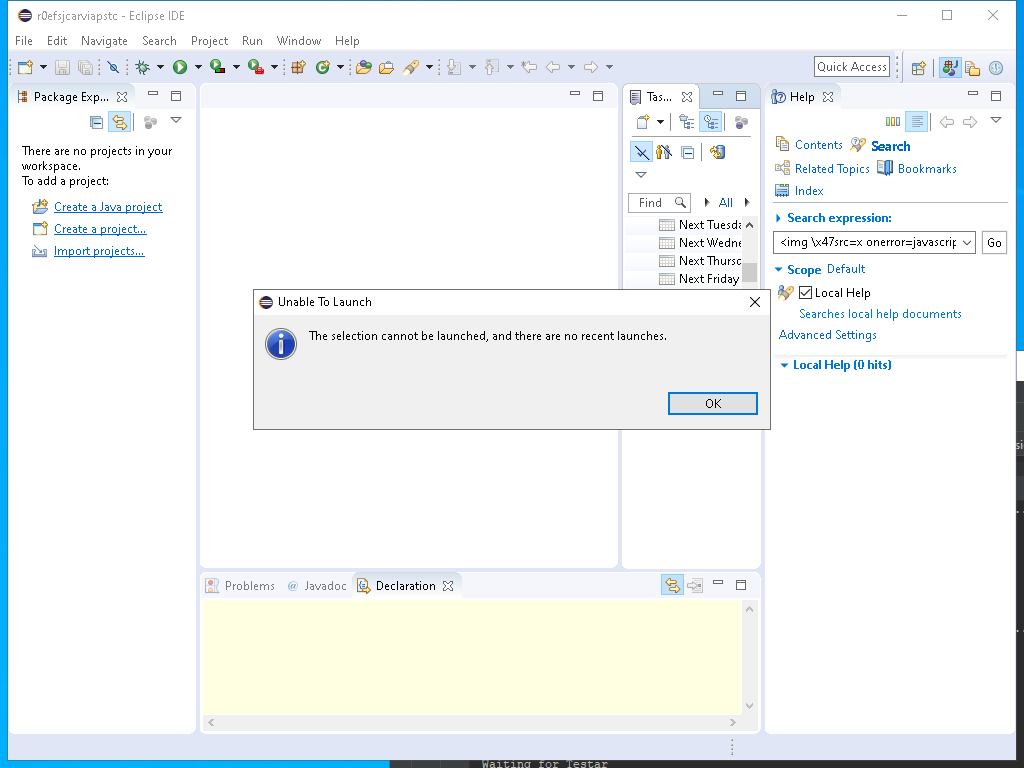 r0efsjcarviapstc - Eclipse IDE
File Edit Navigate Search Project Run Window Help
Quick Access
Package Exp...
There are no projects in your
workspace.
To add a project:
Create a Java project
Create a project...
Import projects...
Tas...
Find
All
Next Tuesda
Next Wedne
Next Thursd
Next Friday
Help
Contents
Search
Related Topics
Bookmarks
Index
Search expression:
<img \x47src=x onerror=javascrip
Go
Scope Default
Local Help
Searches local help documents
Advanced Settings
Local Help (0 hits)
Unable To Launch
The selection cannot be launched, and there are no recent launches.
OK
Problems
@ Javadoc
Declaration
Waiting for Testar